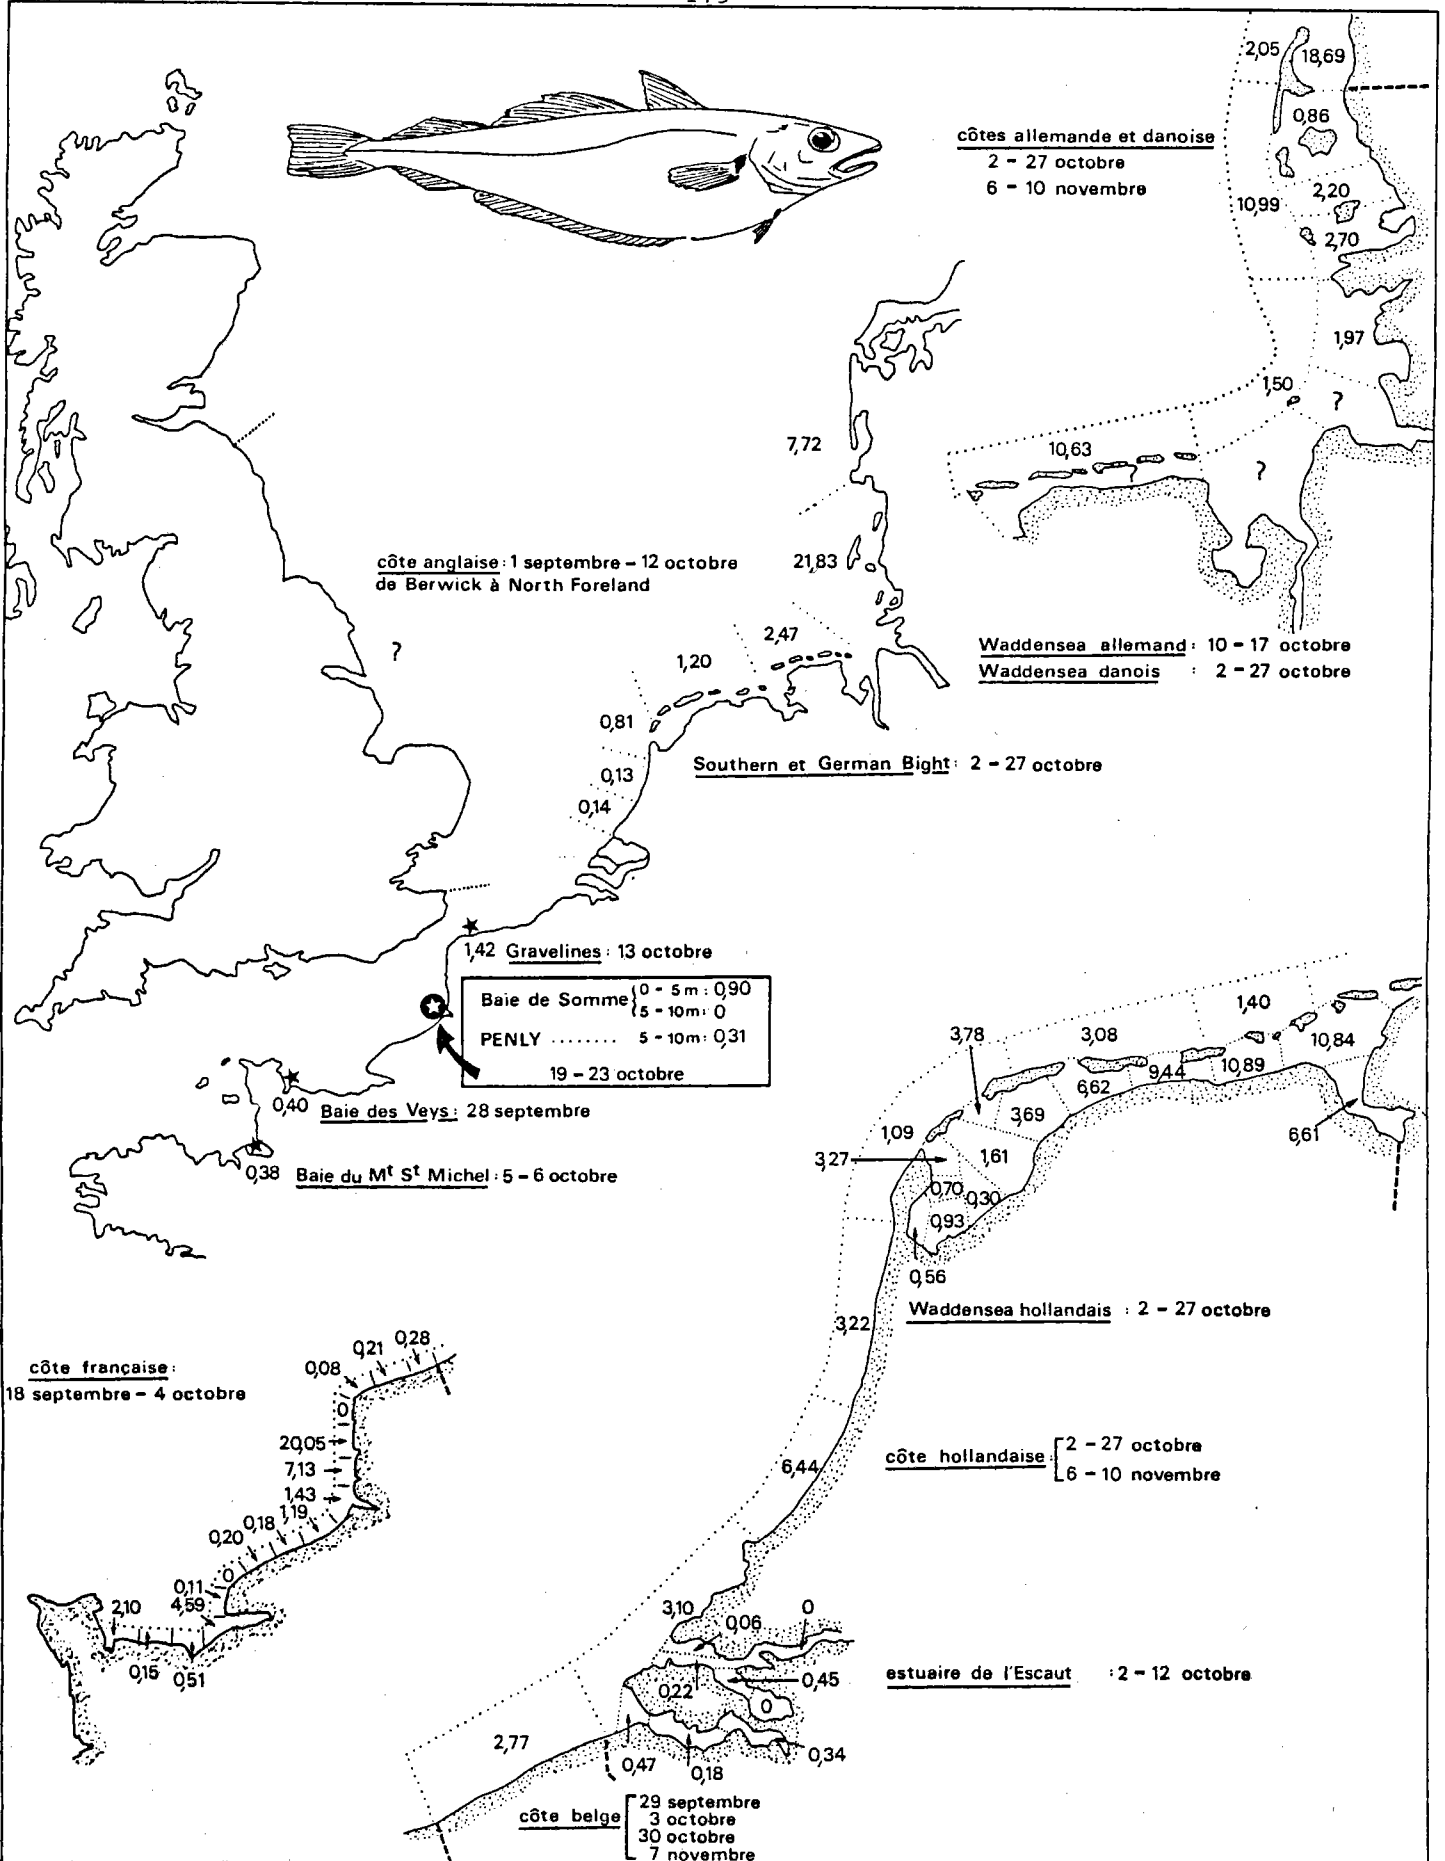 2,05
18,69
0,86
côtes allemande et danoise
2 - 27 octobre
6 - 10 novembre
2,20
10,99
2,70
1,97
1,50
?
7,72
10,63
?
côte anglaise : 1 septembre - 12 octobre
de Berwick à North Foreland
21,83
?
2,47
1,20
Waddensea allemand : 10 - 17 octobre
Waddensea danois : 2 - 27 octobre
0,81
Southern et German Bight : 2 - 27 octobre
0,13
0,14
1,42 Gravelines : 13 octobre
Baie de Somme { 0 - 5 m : 0,90
5 - 10m : 0
PENLY ........ 5 - 10m : 0,31
19 - 23 octobre
0,40 Baie des Veys : 28 septembre
0,38 Baie du Mt St Michel : 5 - 6 octobre
1,40
3,78
3,08
10,84
10,89
9,44
6,62
3,69
6,61
1,09
3,27
1,61
0,70
0,30
0,93
0,56
Waddensea hollandais : 2 - 27 octobre
3,22
côte française :
18 septembre - 4 octobre
0,28
0,21
0,08
0
20,05
7,13
1,43
1,19
0,18
0,20
0
0,11
4,59
2,10
0,15
0,51
côte hollandaise : [ 2 - 27 octobre
6 - 10 novembre
6,44
3,10
0,06
0
estuaire de l'Escaut : 2 - 12 octobre
0,45
0,22
0
2,77
0,47
0,18
0,34
côte belge [ 29 septembre
3 octobre
30 octobre
7 novembre